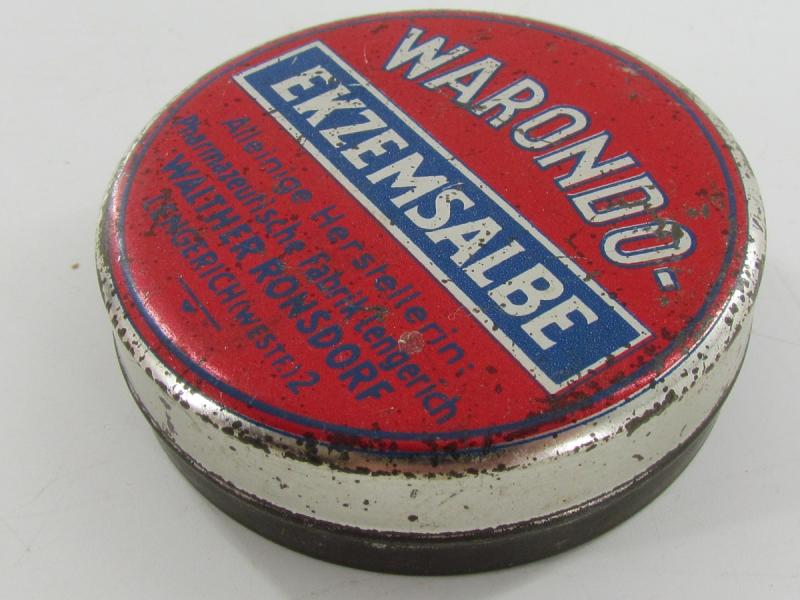 WARONDO-
EKZEMSALBE
Alleinige Herstellerin:
Pharmazeutische Fabrik Lengerich
WALTHER RONSDORF
LENGERICH (WESTF.) 2